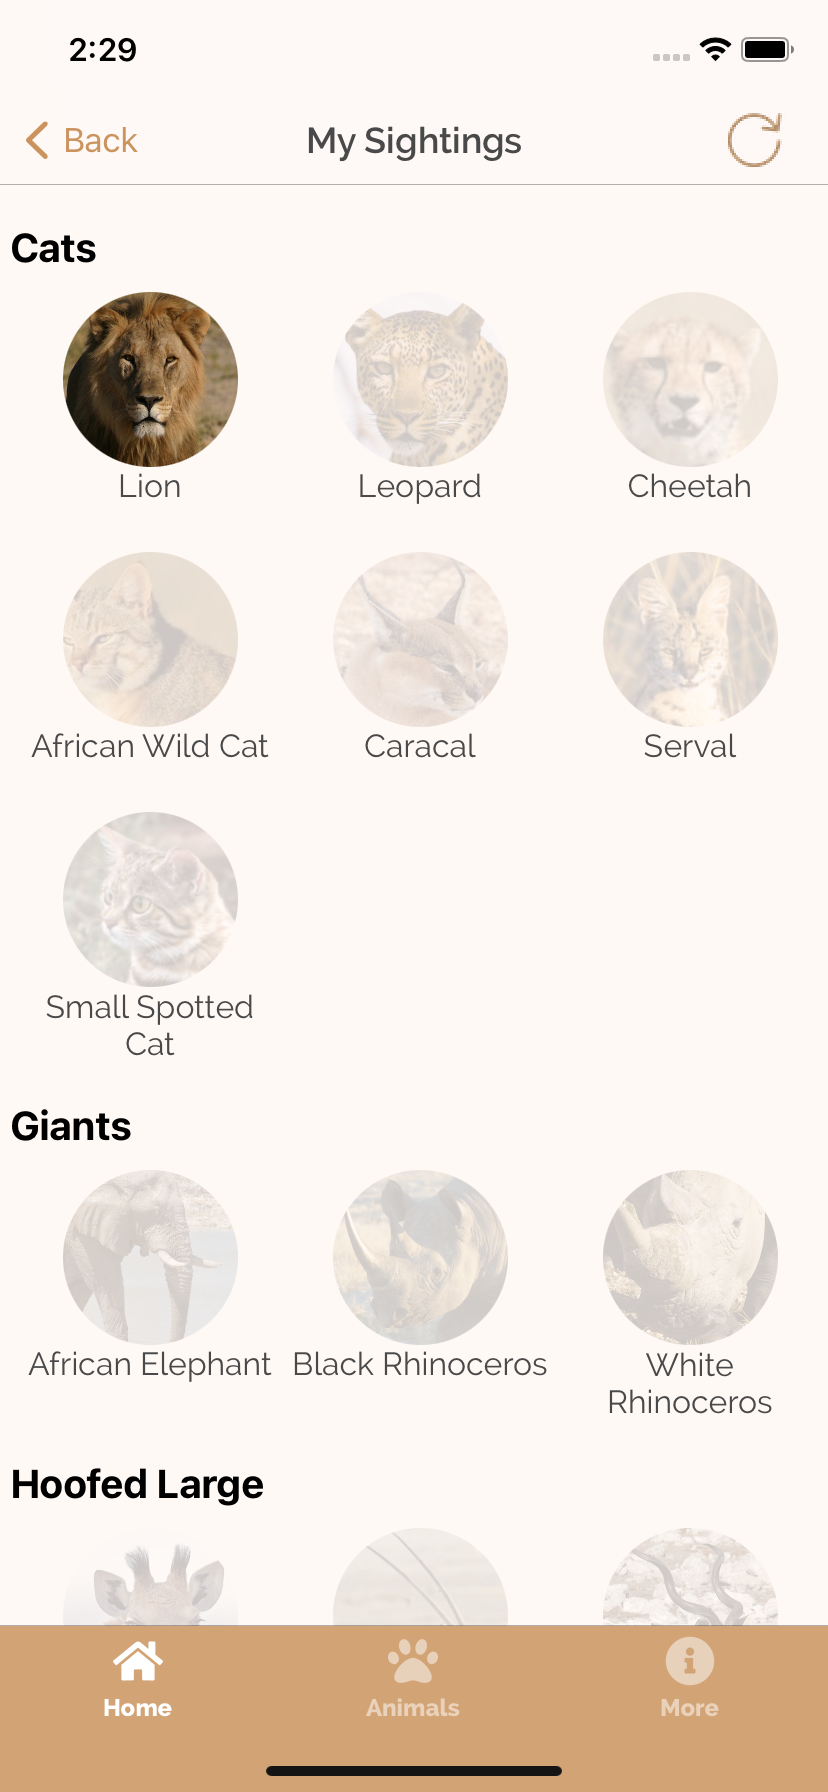 2:29
Back
My Sightings
Cats
Lion
Leopard
Cheetah
African Wild Cat
Caracal
Serval
Small Spotted
Cat
Giants
African Elephant
Black Rhinoceros
White
Rhinoceros
Hoofed Large
Home
Animals
More